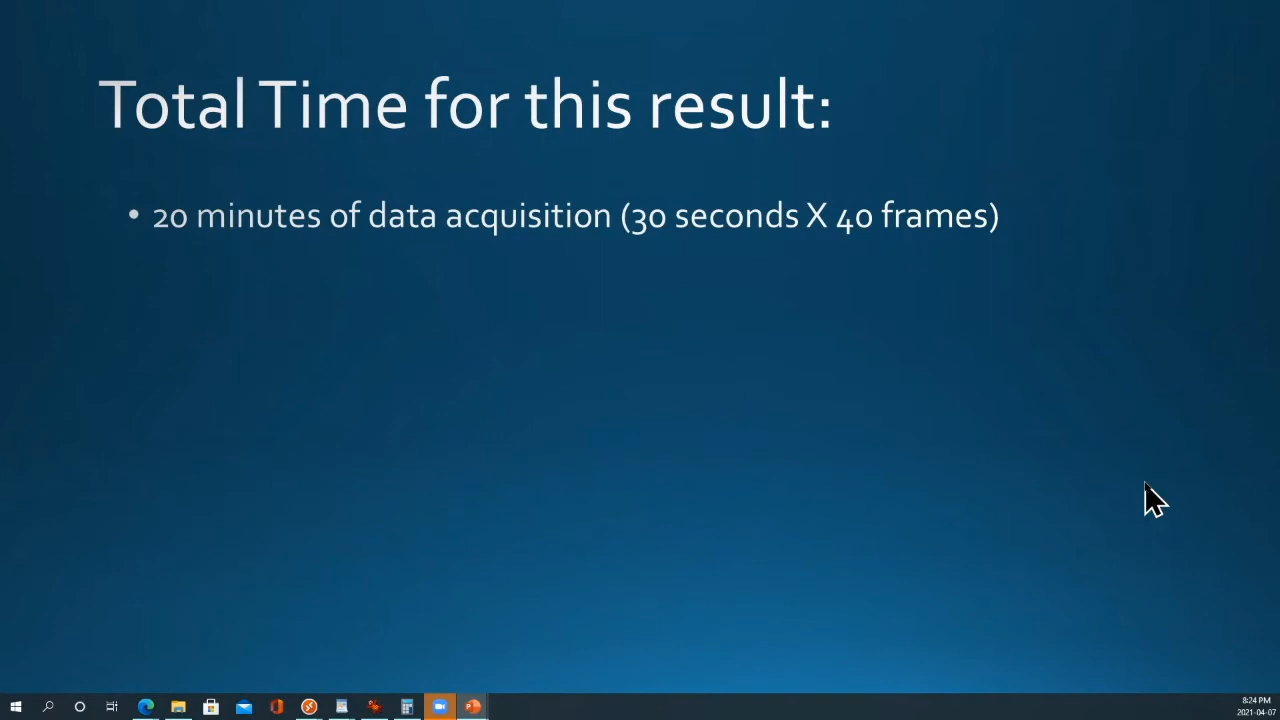 Total Time for this result:
• 20 minutes of data acquisition (30 seconds X 40 frames)
8:24 PM
2021-04-07